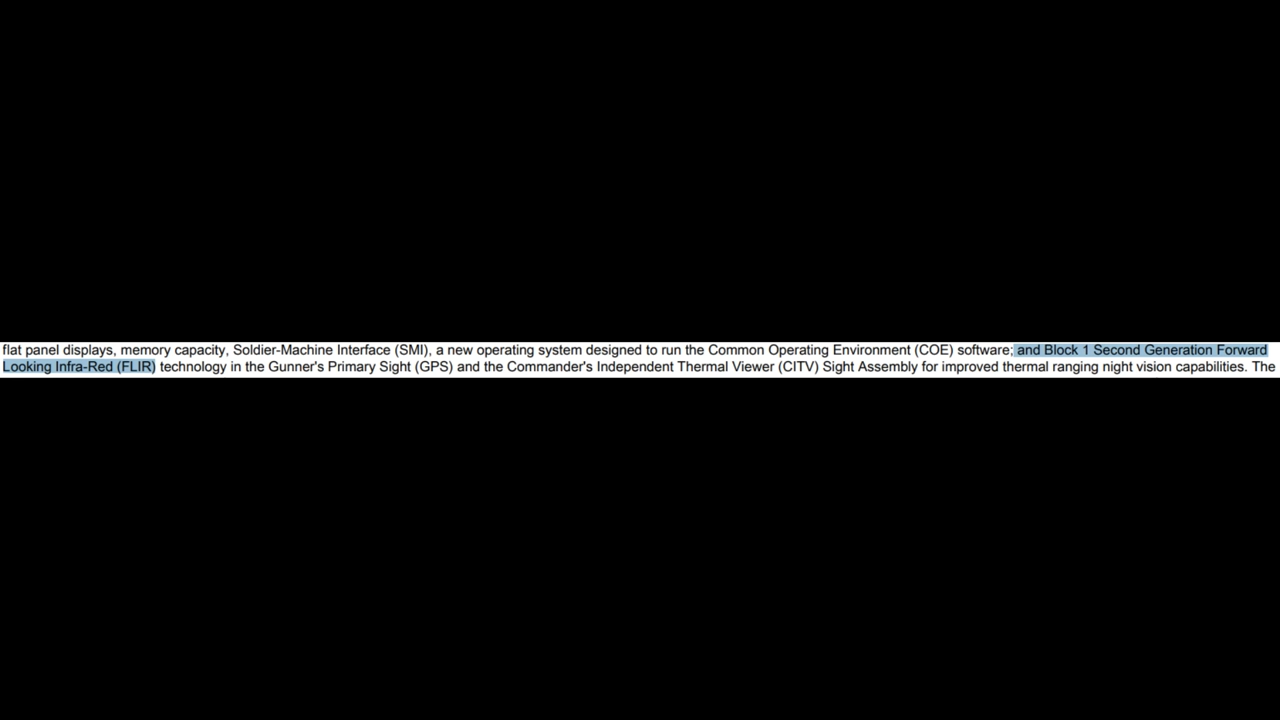 flat panel displays, memory capacity, Soldier-Machine Interface (SMI), a new operating system designed to run the Common Operating Environment (COE) software; and Block 1 Second Generation Forward
Looking Infra-Red (FLIR) technology in the Gunner's Primary Sight (GPS) and the Commander's Independent Thermal Viewer (CITV) Sight Assembly for improved thermal ranging night vision capabilities. The